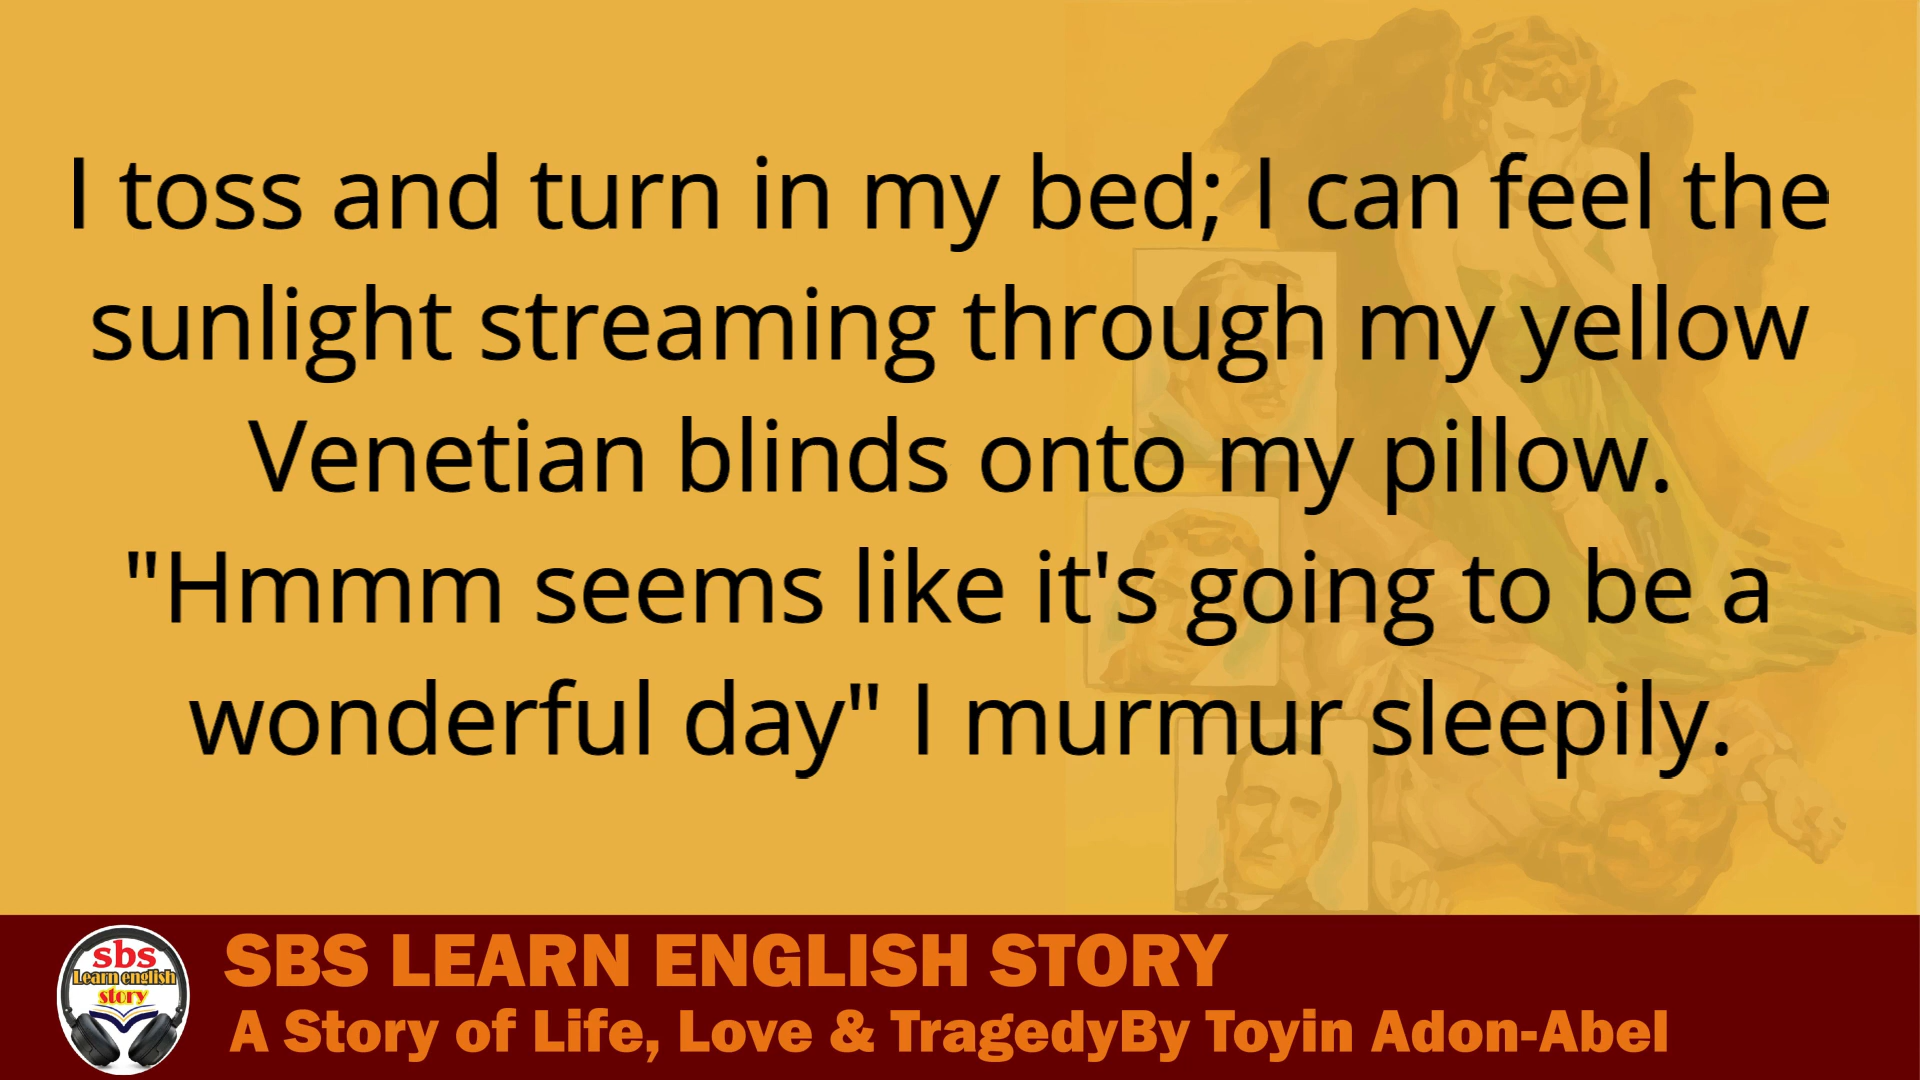 I toss and turn in my bed; I can feel the
sunlight streaming through my yellow
Venetian blinds onto my pillow.
"Hmmm seems like it's going to be a
wonderful day" I murmur sleepily.
sbs
Learn english
story
SBS LEARN ENGLISH STORY
A Story of Life, Love & TragedyBy Toyin Adon-Abel